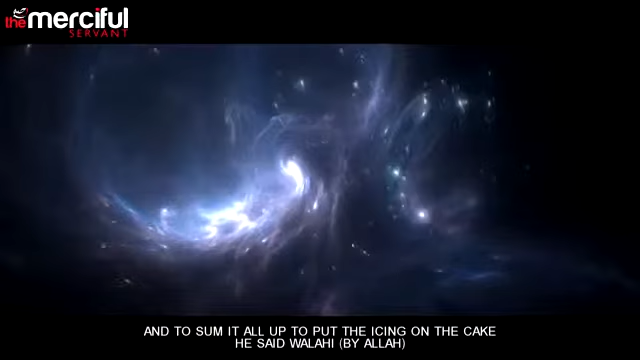 the merciful
SERVANT
AND TO SUM IT ALL UP TO PUT THE ICING ON THE CAKE
HE SAID WALAHI (BY ALLAH)